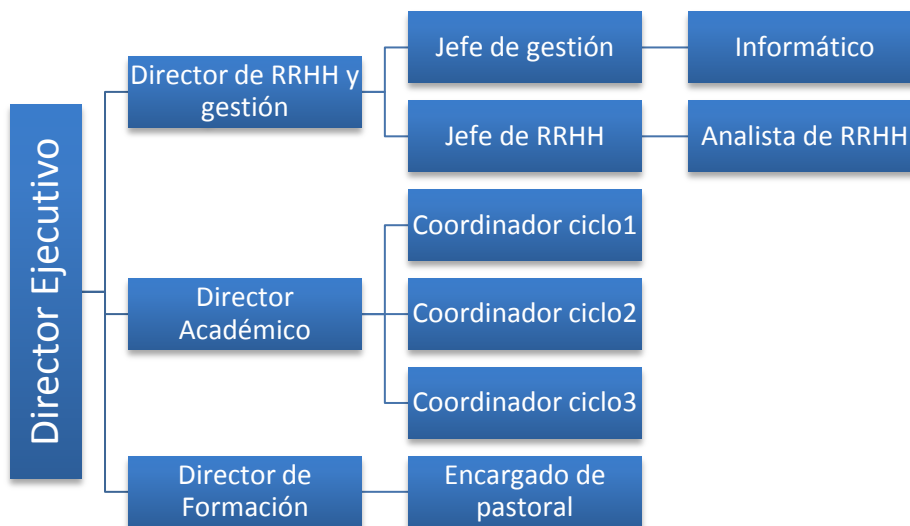 Director Ejecutivo
Director de RRHH y
gestión
Jefe de gestión
Informático
Jefe de RRHH
Analista de RRHH
Director
Académico
Coordinador ciclo1
Coordinador ciclo2
Coordinador ciclo3
Director de
Formación
Encargado de
pastoral